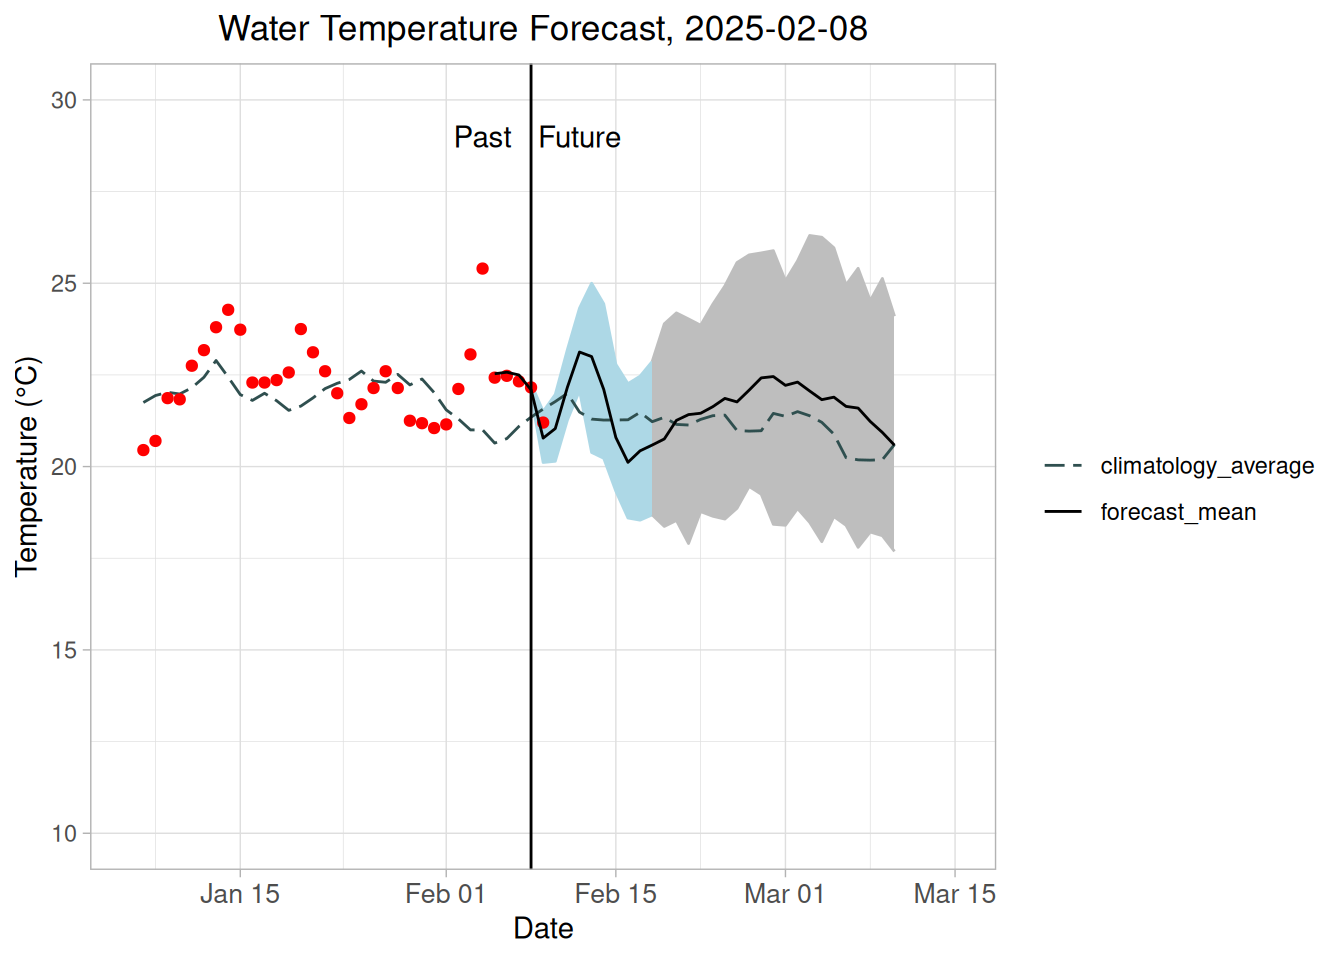 Water Temperature Forecast, 2025-02-08
30
Past
Future
25
20
15
10
Temperature (°C)
Jan 15
Feb 01
Feb 15
Mar 01
Mar 15
Date
climatology_average
forecast_mean